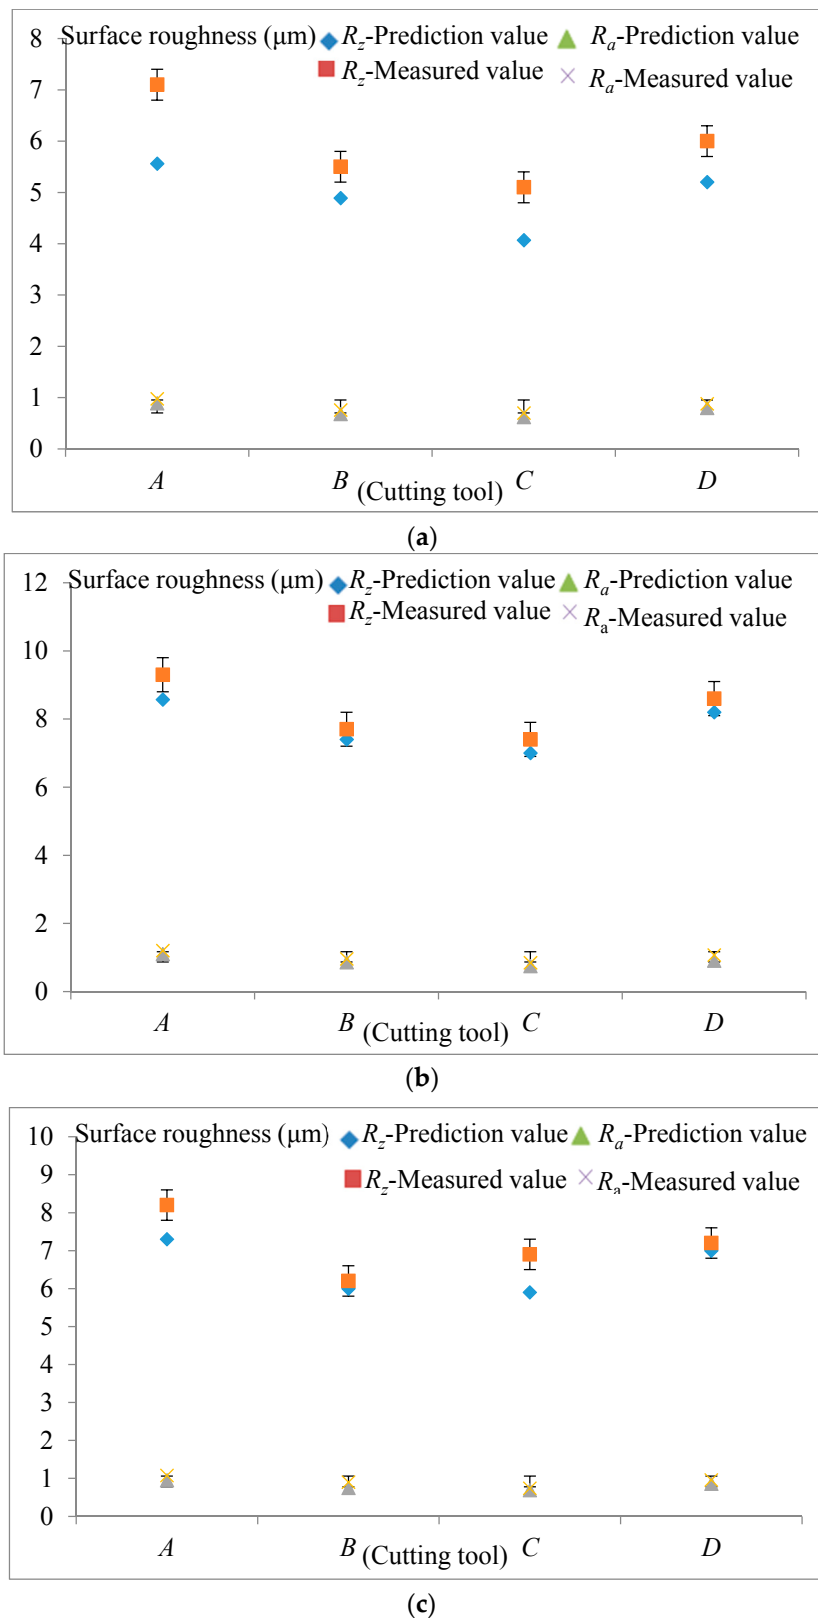 8 Surface roughness (μm) Rz-Prediction value Ra-Prediction value
Rz-Measured value Ra-Measured value
7
6
5
4
3
2
1
0
A B C D
(Cutting tool)
(a)
12 Surface roughness (μm) Rz-Prediction value Ra-Prediction value
Rz-Measured value Ra-Measured value
10
8
6
4
2
0
A B C D
(Cutting tool)
(b)
10 Surface roughness (μm) Rz-Prediction value Ra-Prediction value
9 Rz-Measured value Ra-Measured value
8
7
6
5
4
3
2
1
0
A B C D
(Cutting tool)
(c)